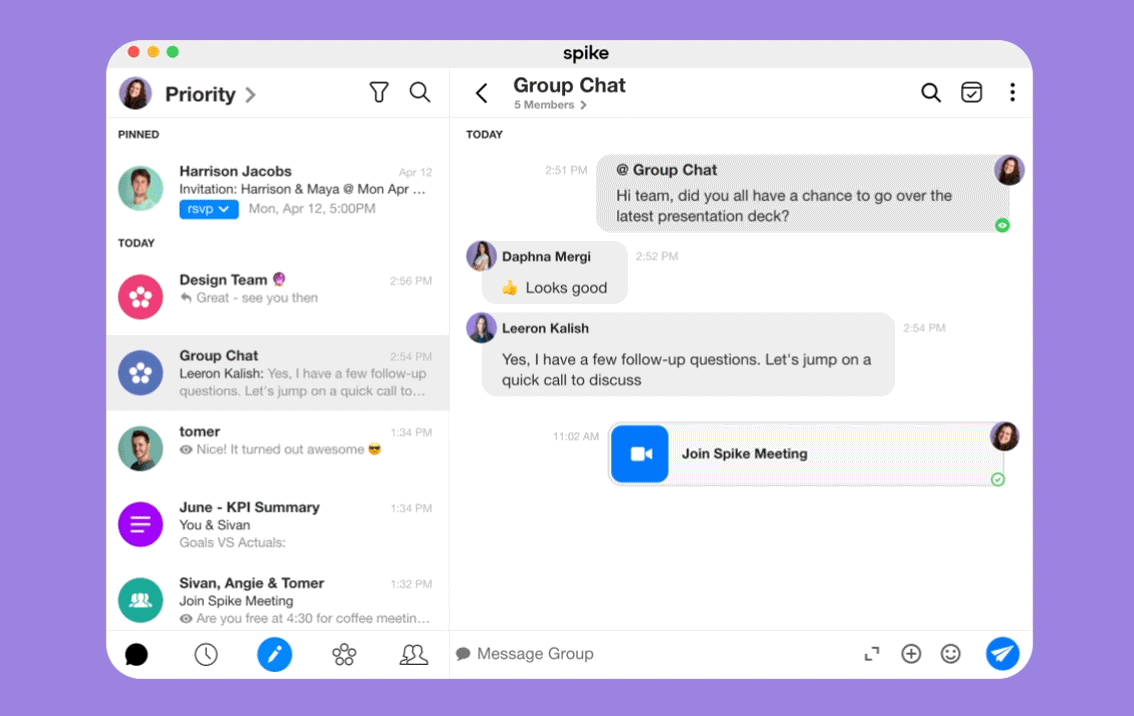 spike
Priority
PINNED
Harrison Jacobs Apr 12
Invitation: Harrison & Maya @ Mon Apr ...
rsvp Mon, Apr 12, 5:00PM
TODAY
Design Team 2:56 PM
Great - see you then
Group Chat 2:54 PM
Leeron Kalish: Yes, I have a few follow-up
questions. Let's jump on a quick call to...
tomer 1:34 PM
Nice! It turned out awesome 😎
June - KPI Summary 1:34 PM
You & Sivan
Goals VS Actuals:
Sivan, Angie & Tomer 1:32 PM
Join Spike Meeting
Are you free at 4:30 for coffee meetin...
Group Chat
5 Members
TODAY
2:51 PM
@ Group Chat
Hi team, did you all have a chance to go over the
latest presentation deck?
Daphna Mergi 2:52 PM
👍 Looks good
Leeron Kalish 2:54 PM
Yes, I have a few follow-up questions. Let's jump on a
quick call to discuss
11:02 AM
Join Spike Meeting
Message Group